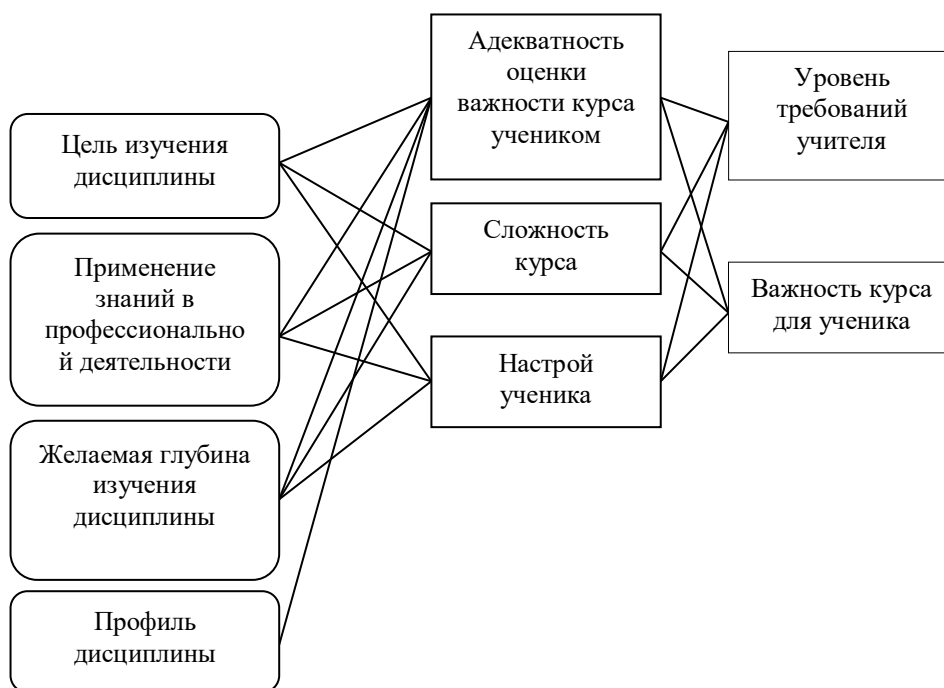 Цель изучения
дисциплины
Применение
знаний в
профессионально
й деятельности
Желаемая глубина
изучения
дисциплины
Профиль
дисциплины
Адекватность
оценки
важности курса
учеником
Сложность
курса
Настрой
ученика
Уровень
требований
учителя
Важность курса
для ученика